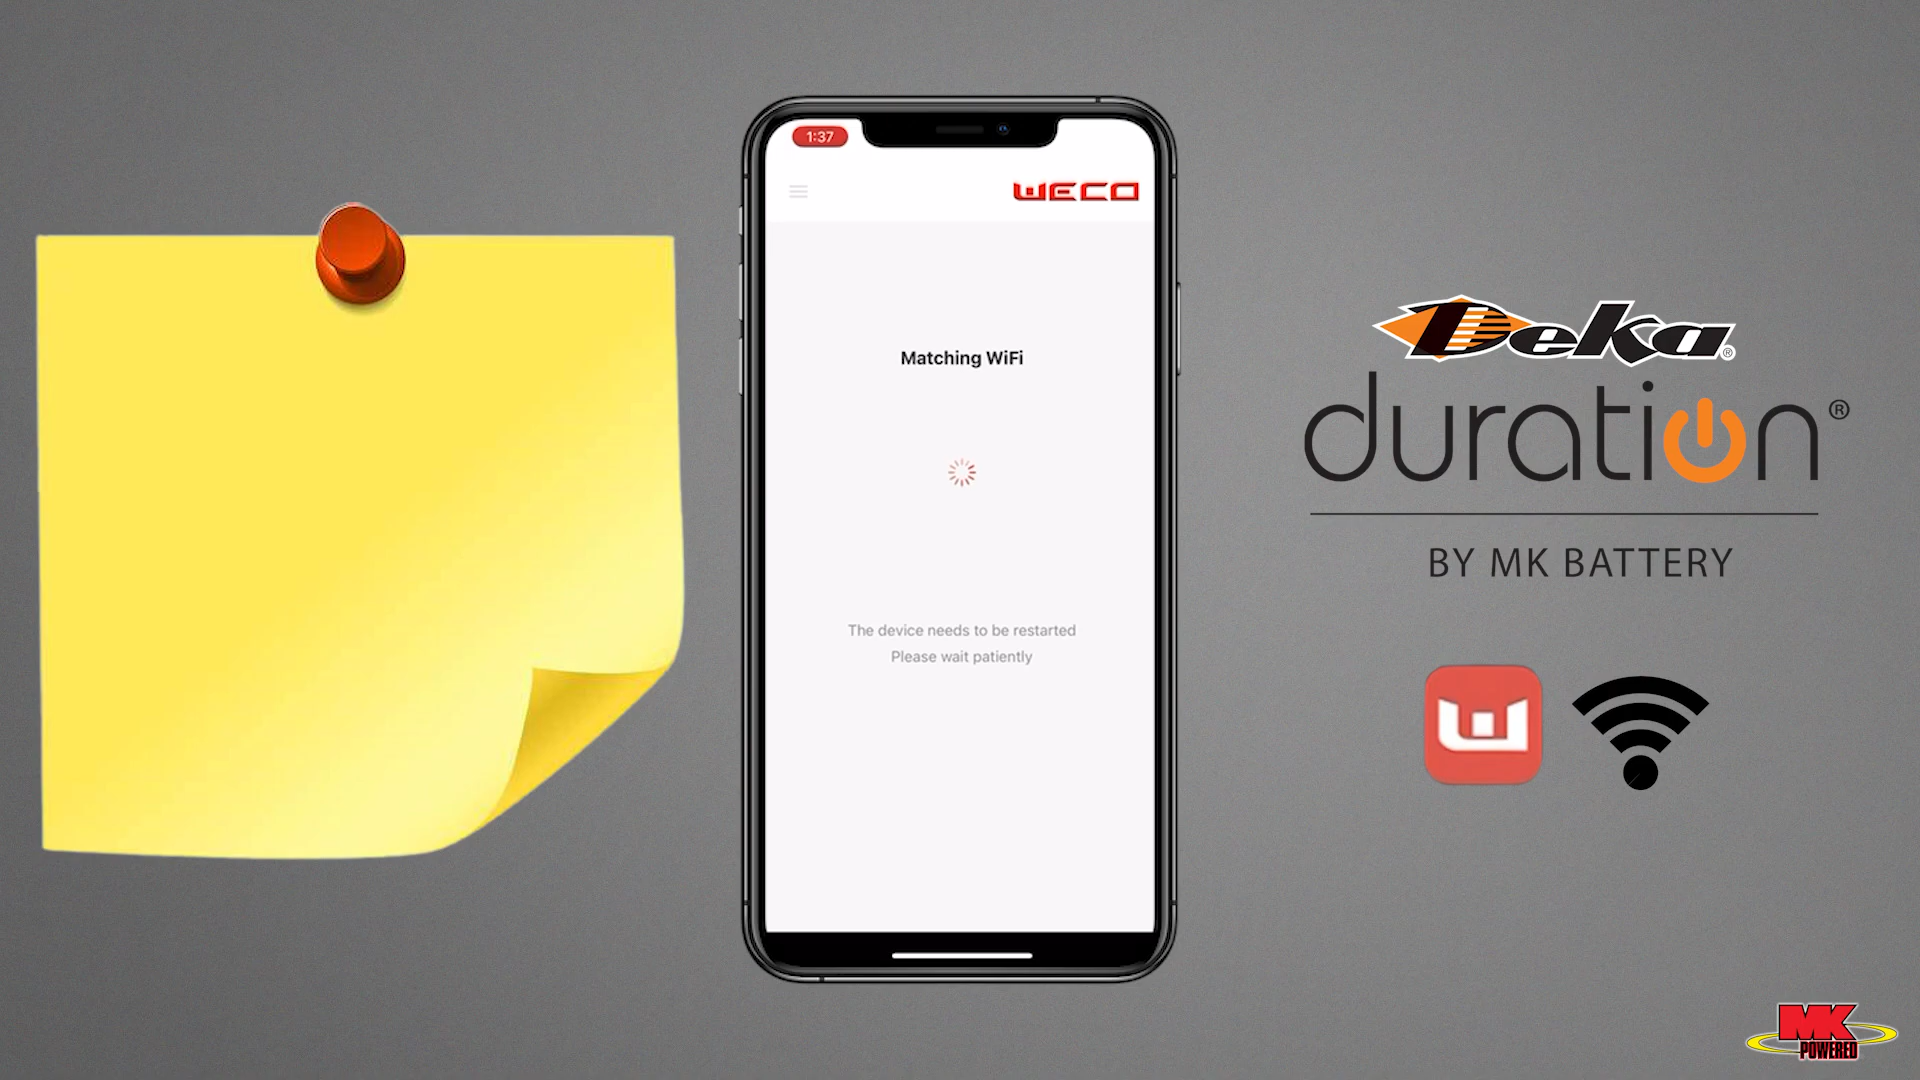 1:37
WECO
Matching WiFi
The device needs to be restarted
Please wait patiently
Deka®
duration®
BY MK BATTERY
MK
POWERED